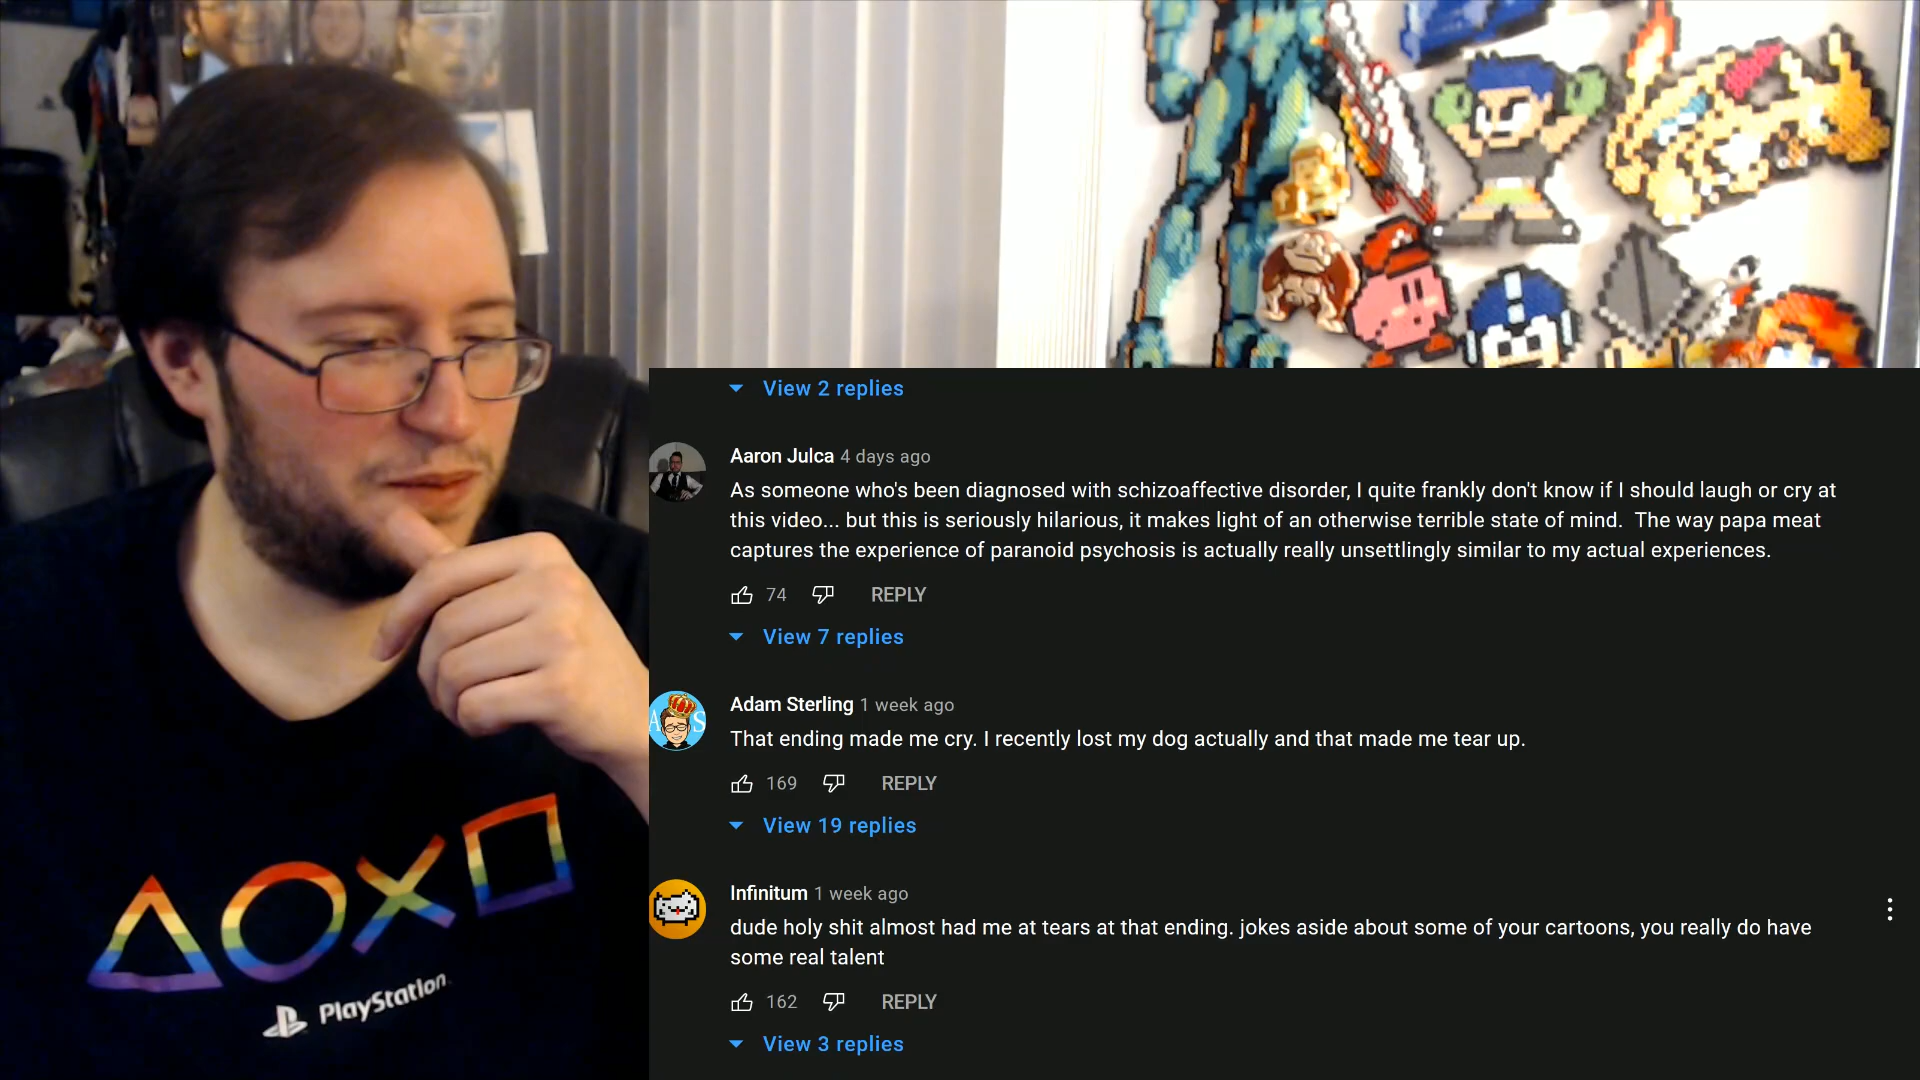 View 2 replies
Aaron Julca 4 days ago
As someone who's been diagnosed with schizoaffective disorder, I quite frankly don't know if I should laugh or cry at
this video... but this is seriously hilarious, it makes light of an otherwise terrible state of mind.  The way papa meat
captures the experience of paranoid psychosis is actually really unsettlingly similar to my actual experiences.
74 REPLY
View 7 replies
A S
Adam Sterling 1 week ago
That ending made me cry. I recently lost my dog actually and that made me tear up.
169 REPLY
View 19 replies
Infinitum 1 week ago
dude holy shit almost had me at tears at that ending. jokes aside about some of your cartoons, you really do have
some real talent
162 REPLY
View 3 replies
PlayStation